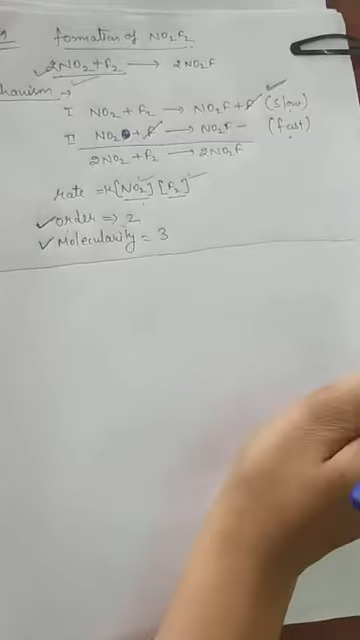 formation of NO₂F₂
2NO₂ + F₂ → 2NO₂F
hanism →
I NO₂ + F₂ → NO₂F + F (slow)
II NO₂ + F → NO₂F - (fast)
2NO₂ + F₂ → 2NO₂F
rate = K[NO₂] [F₂]
order ⇒ 2
Molecularity = 3